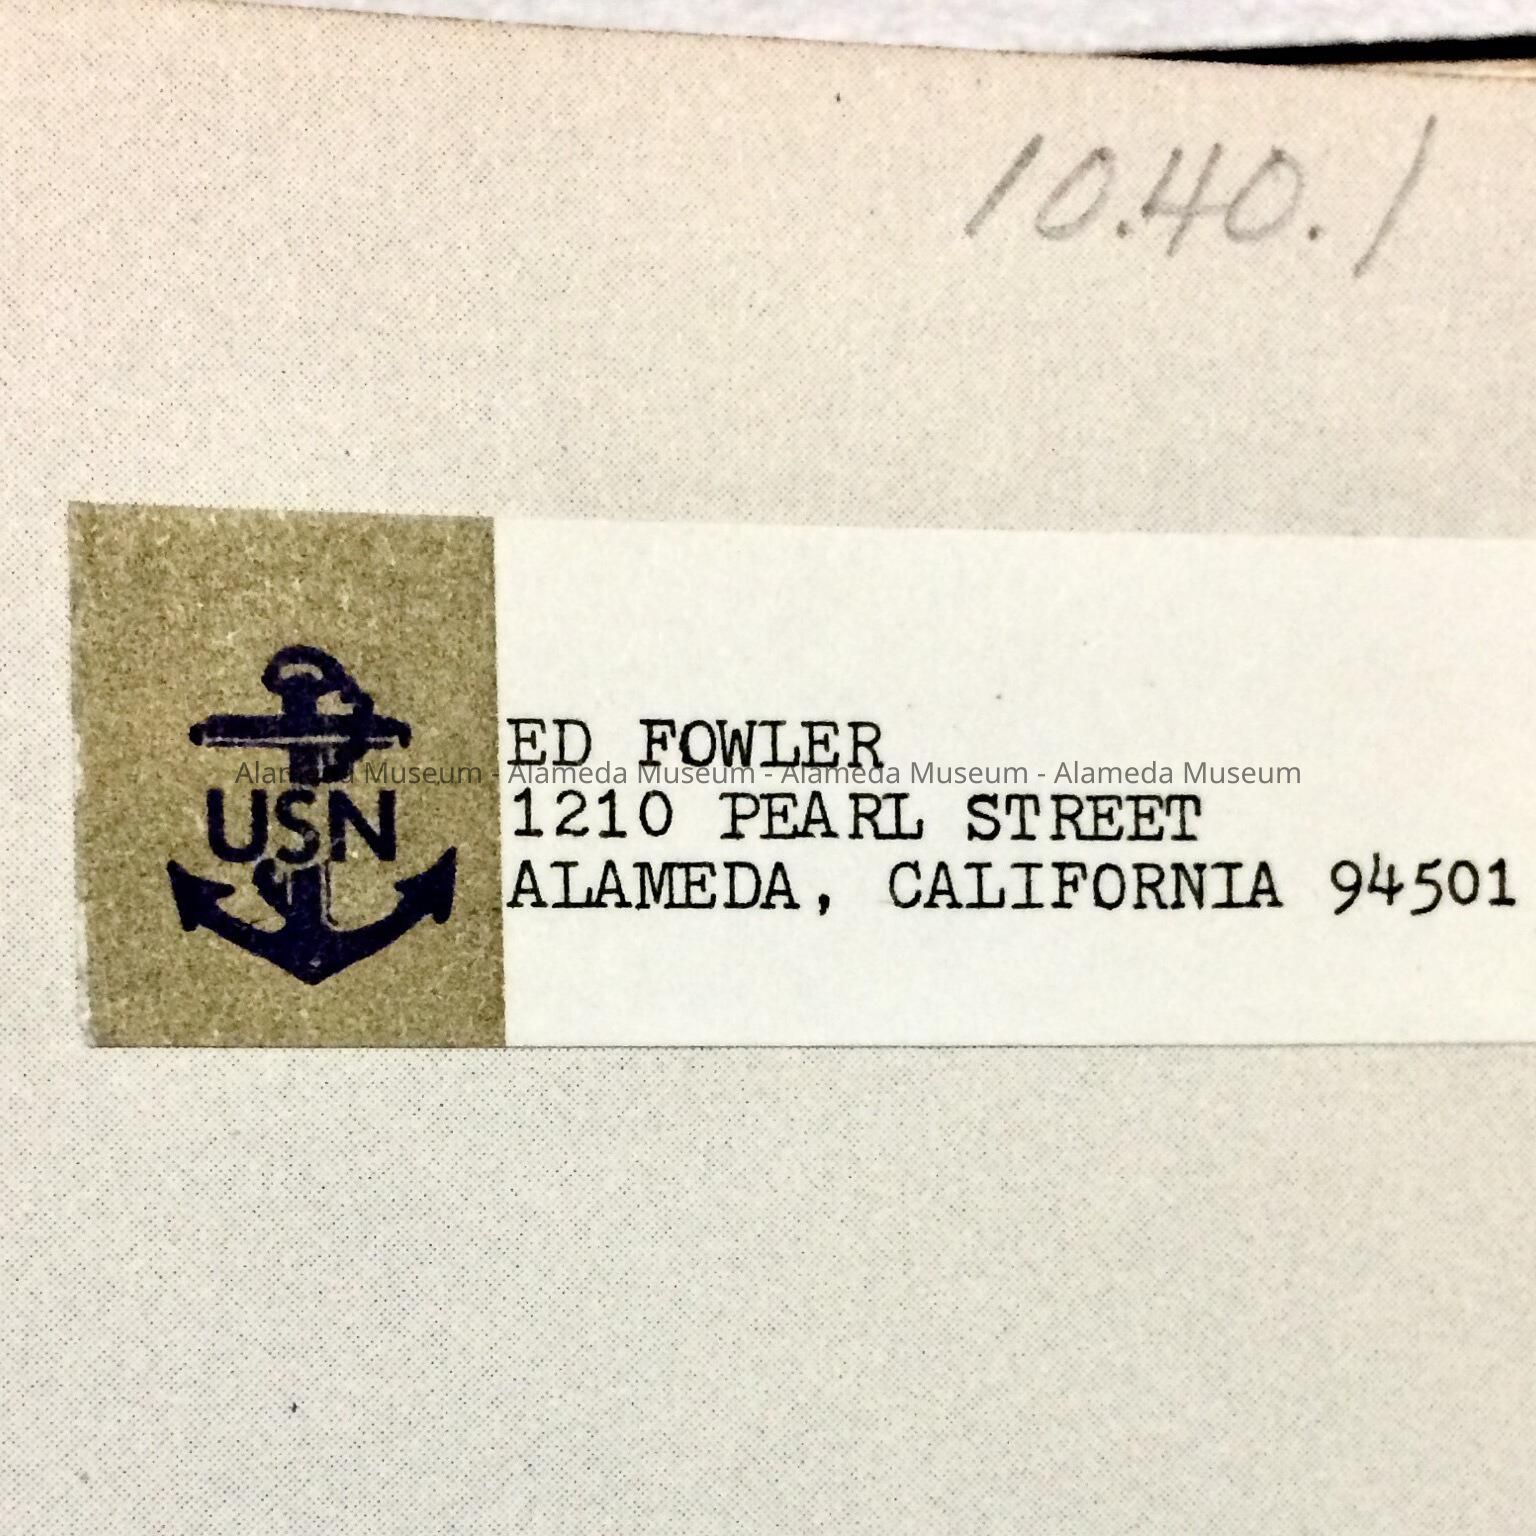 10.40.1
USN
ED FOWLER
Alameda Museum - Alameda Museum - Alameda Museum - Alameda Museum
1210 PEARL STREET
ALAMEDA, CALIFORNIA 94501